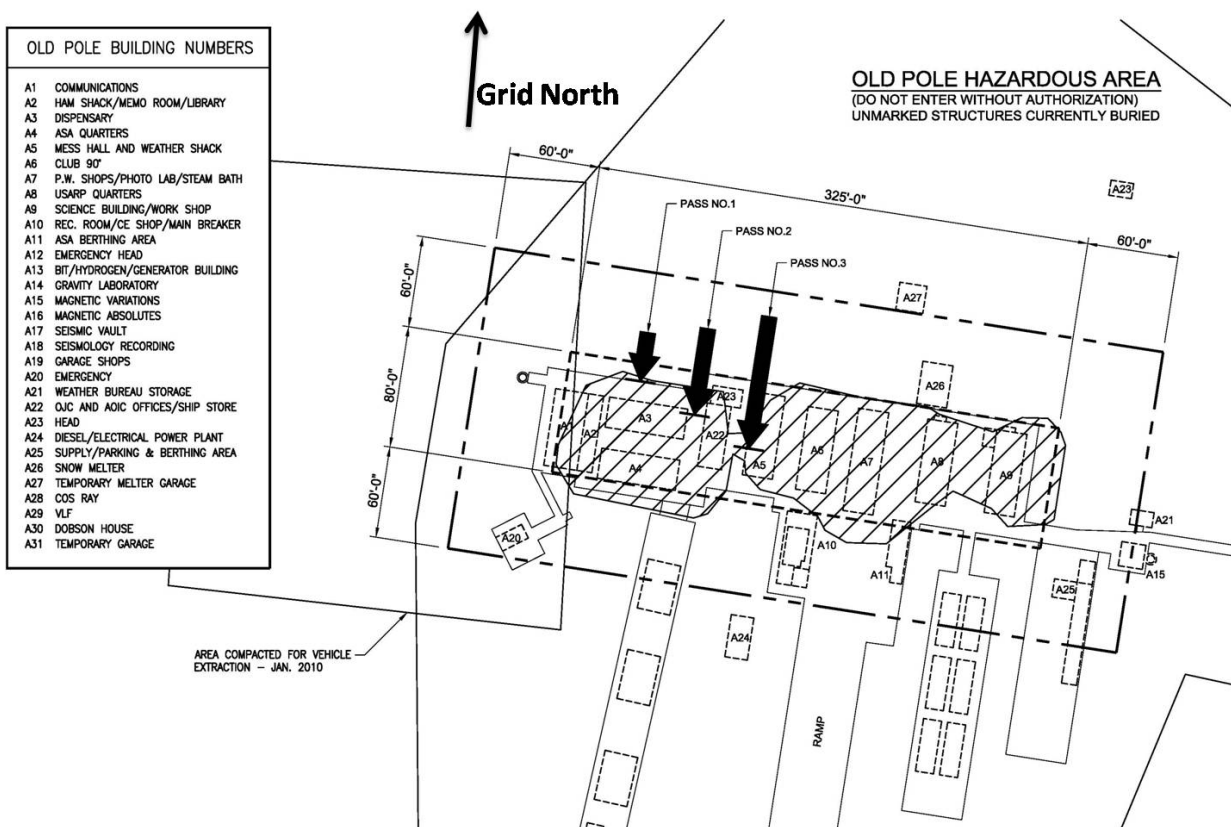 OLD POLE BUILDING NUMBERS
A1 COMMUNICATIONS
A2 HAM SHACK/MEMO ROOM/LIBRARY
A3 DISPENSARY
A4 ASA QUARTERS
A5 MESS HALL AND WEATHER SHACK
A6 CLUB 90°
A7 P.W. SHOPS/PHOTO LAB/STEAM BATH
A8 USARP QUARTERS
A9 SCIENCE BUILDING/WORK SHOP
A10 REC. ROOM/CE SHOP/MAIN BREAKER
A11 ASA BERTHING AREA
A12 EMERGENCY HEAD
A13 BIT/HYDROGEN/GENERATOR BUILDING
A14 GRAVITY LABORATORY
A15 MAGNETIC VARIATIONS
A16 MAGNETIC ABSOLUTES
A17 SEISMIC VAULT
A18 SEISMOLOGY RECORDING
A19 GARAGE SHOPS
A20 EMERGENCY
A21 WEATHER BUREAU STORAGE
A22 OJC AND AOIC OFFICES/SHIP STORE
A23 HEAD
A24 DIESEL/ELECTRICAL POWER PLANT
A25 SUPPLY/PARKING & BERTHING AREA
A26 SNOW MELTER
A27 TEMPORARY MELTER GARAGE
A28 COS RAY
A29 VLF
A30 DOBSON HOUSE
A31 TEMPORARY GARAGE
Grid North
OLD POLE HAZARDOUS AREA
(DO NOT ENTER WITHOUT AUTHORIZATION)
UNMARKED STRUCTURES CURRENTLY BURIED
60'-0"
325'-0"
60'-0"
A23
PASS NO.1
PASS NO.2
PASS NO.3
60'-0"
80'-0"
60'-0"
A27
A26
A23
A1
A2
A3
A4
A22
A5
A6
A7
A8
A9
A20
A10
A11
A21
A15
A25
A24
RAMP
AREA COMPACTED FOR VEHICLE
EXTRACTION – JAN. 2010